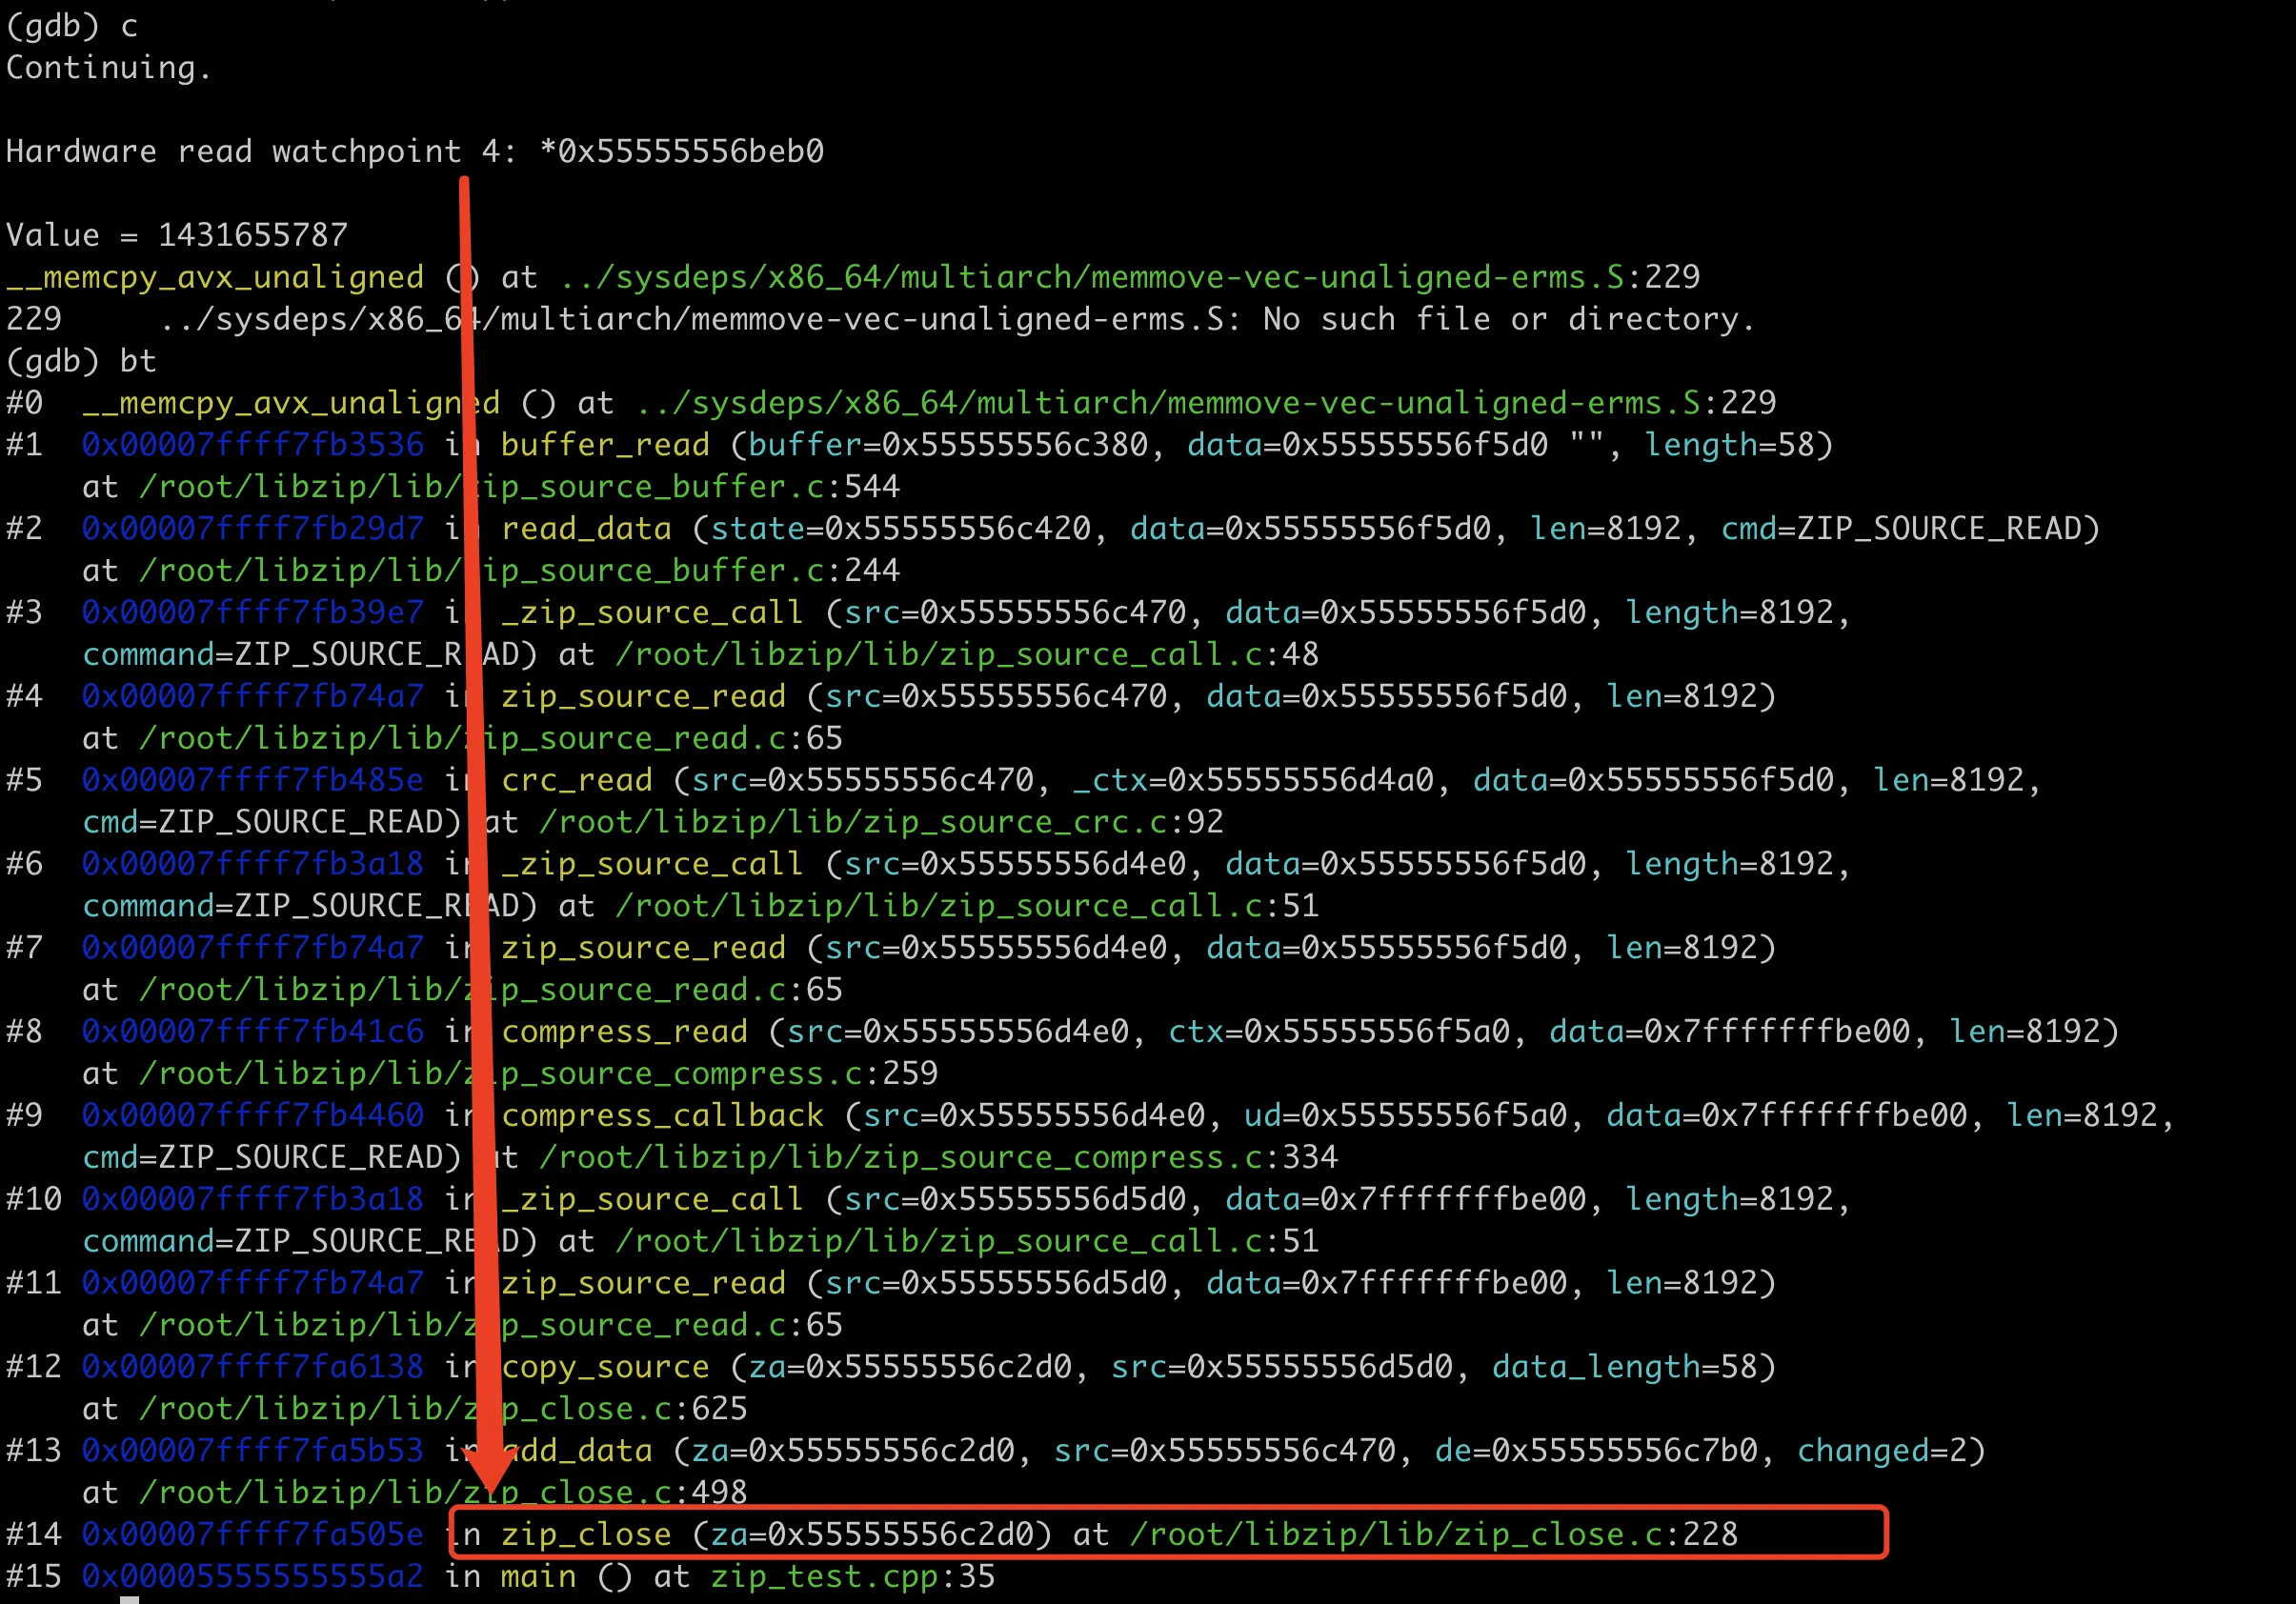 (gdb) c
Continuing.
Hardware read watchpoint 4: *0x55555556beb0
Value = 1431655787
__memcpy_avx_unaligned () at ../sysdeps/x86_64/multiarch/memmove-vec-unaligned-erms.S:229
229 ../sysdeps/x86_64/multiarch/memmove-vec-unaligned-erms.S: No such file or directory.
(gdb) bt
#0 __memcpy_avx_unaligned () at ../sysdeps/x86_64/multiarch/memmove-vec-unaligned-erms.S:229
#1 0x00007ffff7fb3536 in buffer_read (buffer=0x55555556c380, data=0x55555556f5d0 "", length=58)
at /root/libzip/lib/zip_source_buffer.c:544
#2 0x00007ffff7fb29d7 in read_data (state=0x55555556c420, data=0x55555556f5d0, len=8192, cmd=ZIP_SOURCE_READ)
at /root/libzip/lib/zip_source_buffer.c:244
#3 0x00007ffff7fb39e7 in _zip_source_call (src=0x55555556c470, data=0x55555556f5d0, length=8192,
command=ZIP_SOURCE_READ) at /root/libzip/lib/zip_source_call.c:48
#4 0x00007ffff7fb74a7 in zip_source_read (src=0x55555556c470, data=0x55555556f5d0, len=8192)
at /root/libzip/lib/zip_source_read.c:65
#5 0x00007ffff7fb485e in crc_read (src=0x55555556c470, _ctx=0x55555556d4a0, data=0x55555556f5d0, len=8192,
cmd=ZIP_SOURCE_READ) at /root/libzip/lib/zip_source_crc.c:92
#6 0x00007ffff7fb3a18 in _zip_source_call (src=0x55555556d4e0, data=0x55555556f5d0, length=8192,
command=ZIP_SOURCE_READ) at /root/libzip/lib/zip_source_call.c:51
#7 0x00007ffff7fb74a7 in zip_source_read (src=0x55555556d4e0, data=0x55555556f5d0, len=8192)
at /root/libzip/lib/zip_source_read.c:65
#8 0x00007ffff7fb41c6 in compress_read (src=0x55555556d4e0, ctx=0x55555556f5a0, data=0x7fffffffbe00, len=8192)
at /root/libzip/lib/zip_source_compress.c:259
#9 0x00007ffff7fb4460 in compress_callback (src=0x55555556d4e0, ud=0x55555556f5a0, data=0x7fffffffbe00, len=8192,
cmd=ZIP_SOURCE_READ) at /root/libzip/lib/zip_source_compress.c:334
#10 0x00007ffff7fb3a18 in _zip_source_call (src=0x55555556d5d0, data=0x7fffffffbe00, length=8192,
command=ZIP_SOURCE_READ) at /root/libzip/lib/zip_source_call.c:51
#11 0x00007ffff7fb74a7 in zip_source_read (src=0x55555556d5d0, data=0x7fffffffbe00, len=8192)
at /root/libzip/lib/zip_source_read.c:65
#12 0x00007ffff7fa6138 in copy_source (za=0x55555556c2d0, src=0x55555556d5d0, data_length=58)
at /root/libzip/lib/zip_close.c:625
#13 0x00007ffff7fa5b53 in add_data (za=0x55555556c2d0, src=0x55555556c470, de=0x55555556c7b0, changed=2)
at /root/libzip/lib/zip_close.c:498
#14 0x00007ffff7fa505e in zip_close (za=0x55555556c2d0) at /root/libzip/lib/zip_close.c:228
#15 0x00005555555555a2 in main () at zip_test.cpp:35